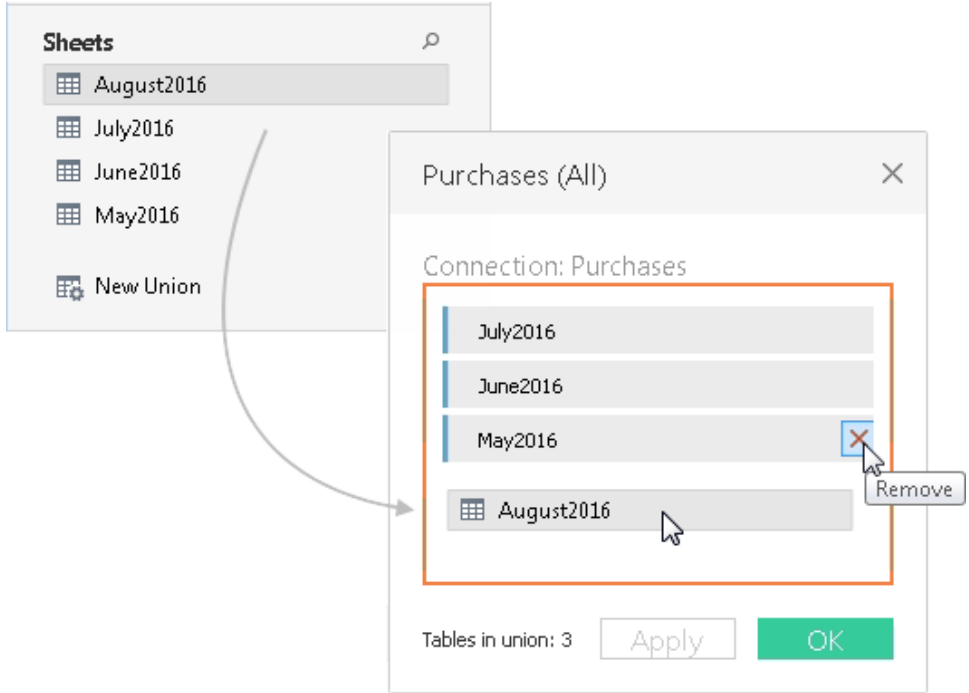 Sheets
August2016
July2016
June2016
May2016
New Union
Purchases (All)
Connection: Purchases
July2016
June2016
May2016
Remove
August2016
Tables in union: 3
Apply
OK